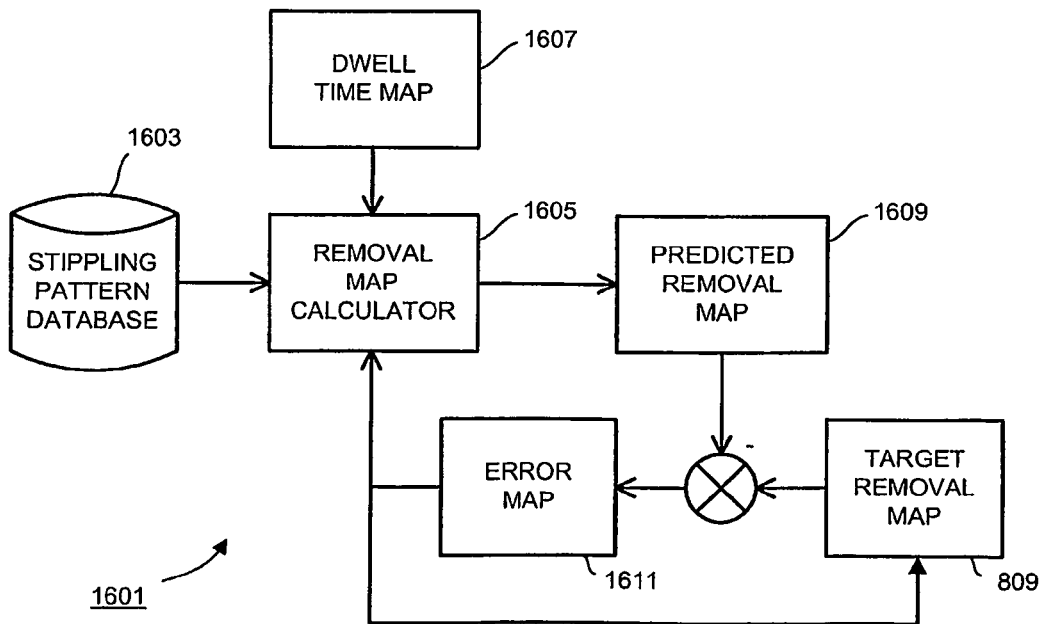 1607
DWELL
TIME MAP
1603
STIPPLING
PATTERN
DATABASE
1605
REMOVAL
MAP
CALCULATOR
1609
PREDICTED
REMOVAL
MAP
-
ERROR
MAP
1611
TARGET
REMOVAL
MAP
809
1601